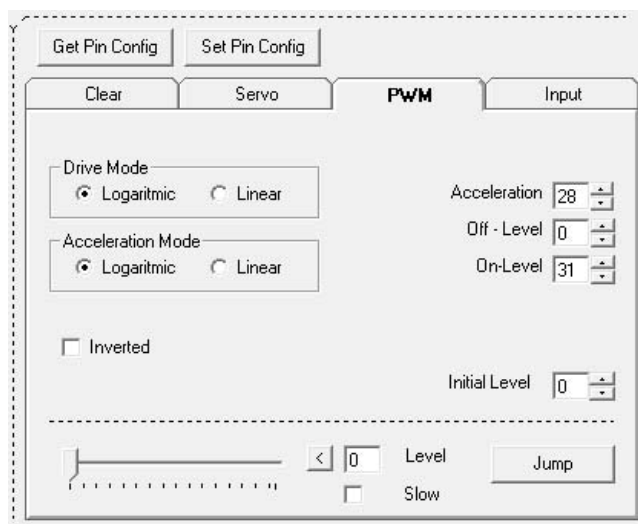 Get Pin Config Set Pin Config
Clear Servo PWM Input
Drive Mode
Logaritmic Linear
Acceleration 28
Acceleration Mode
Off - Level 0
Logaritmic Linear
On-Level 31
Inverted
Initial Level 0
< 0 Level
Jump
Slow